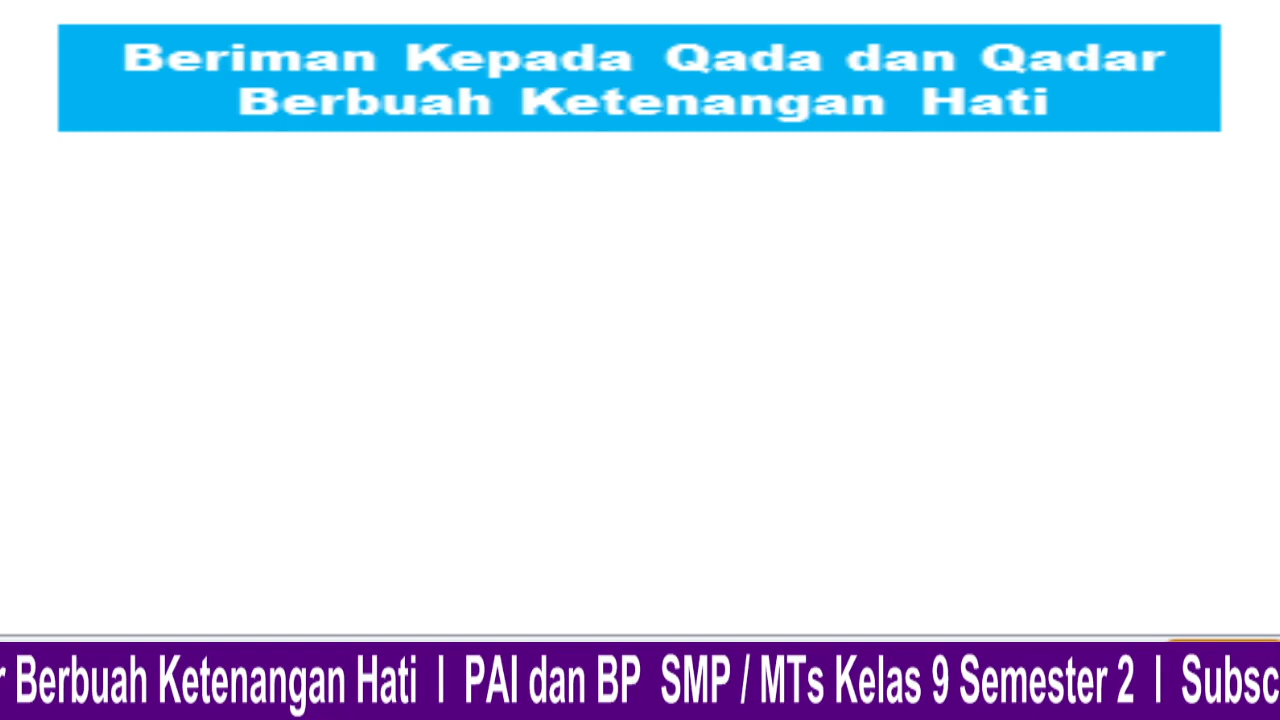 Beriman Kepada Qada dan Qadar
Berbuah Ketenangan Hati
Berbuah Ketenangan Hati I PAI dan BP SMP / MTs Kelas 9 Semester 2 I